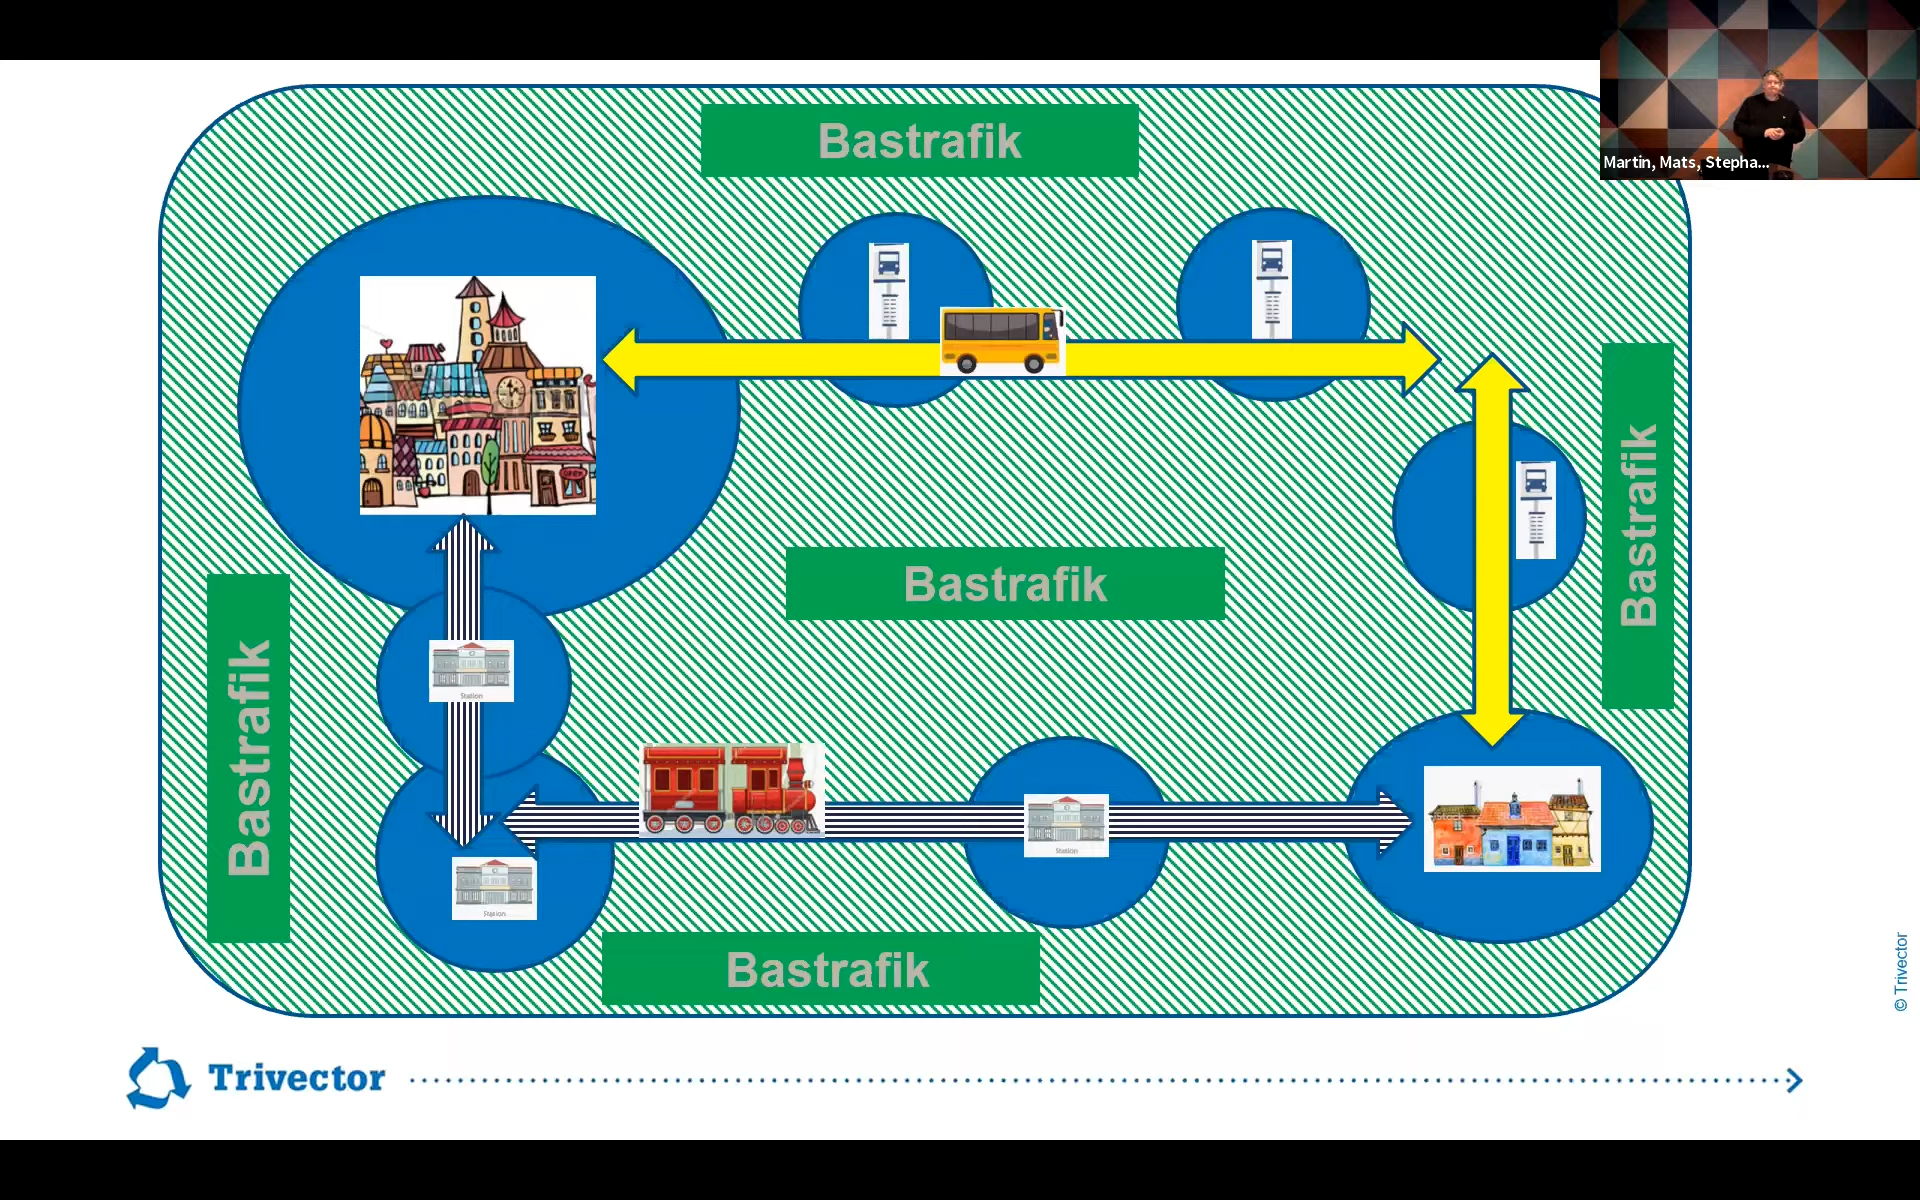 Bastrafik
Martin, Mats, Stepha...
Bastrafik
Bastrafik
Bastrafik
Station
Station
Station
Bastrafik
© Trivector
Trivector